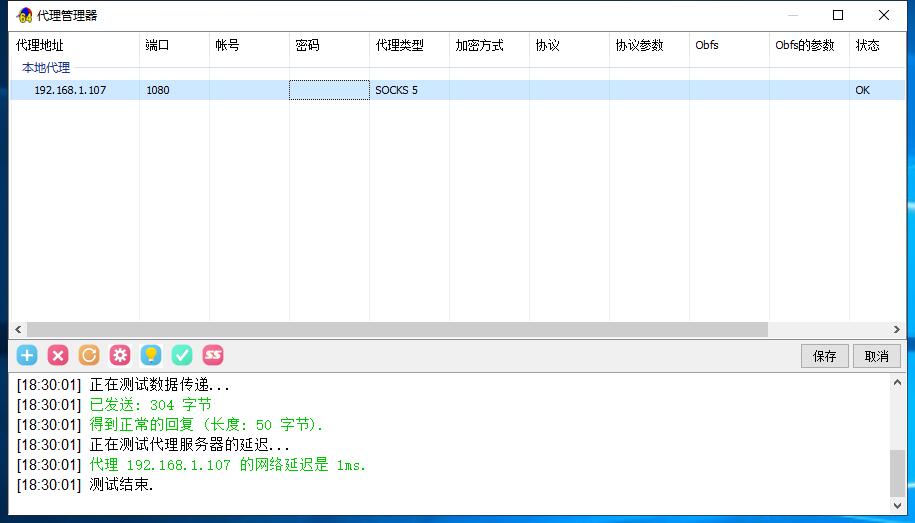 64 代理管理器
代理地址 端口 帐号 密码 代理类型 加密方式 协议 协议参数 Obfs Obfs的参数 状态
本地代理
192.168.1.107 1080 SOCKS 5 OK
SS 保存 取消
[18:30:01] 正在测试数据传递...
[18:30:01] 已发送: 304 字节
[18:30:01] 得到正常的回复 (长度: 50 字节).
[18:30:01] 正在测试代理服务器的延迟...
[18:30:01] 代理 192.168.1.107 的网络延迟是 1ms.
[18:30:01] 测试结束.